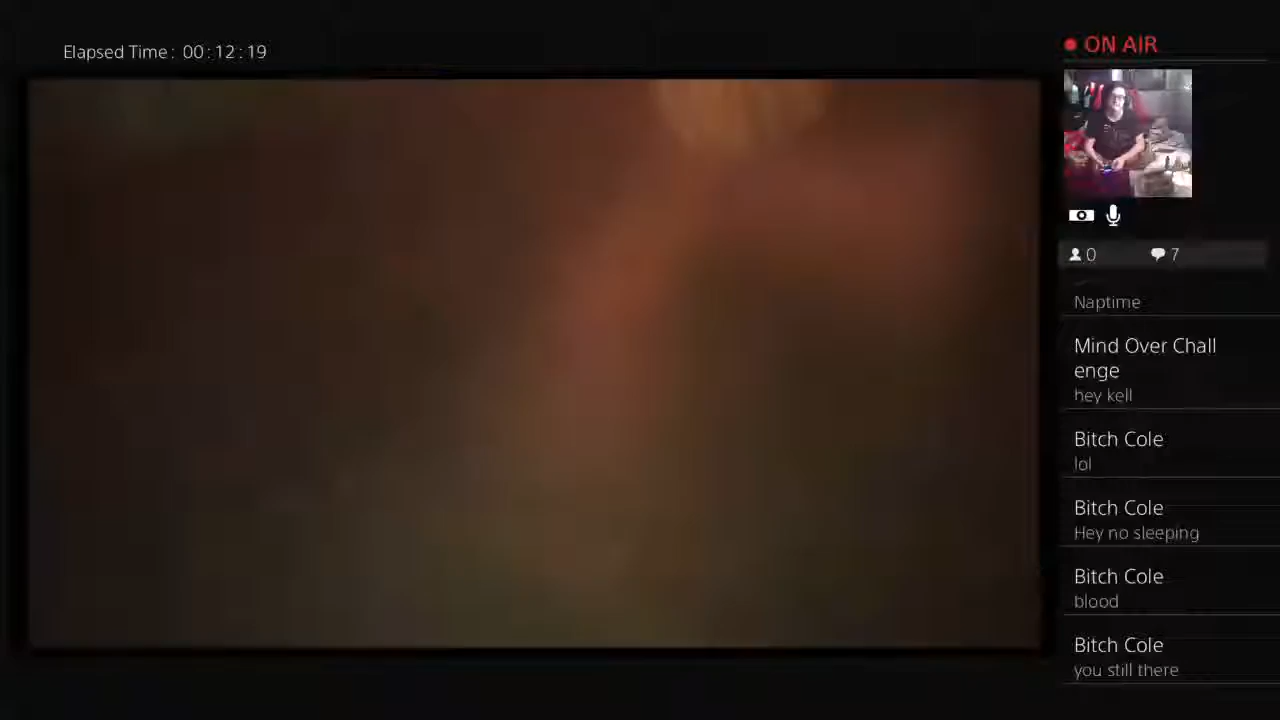 Elapsed Time: 00:12:19
ON AIR
0 7
Naptime
Mind Over Chall
enge
hey kell
Bitch Cole
lol
Bitch Cole
Hey no sleeping
Bitch Cole
blood
Bitch Cole
you still there